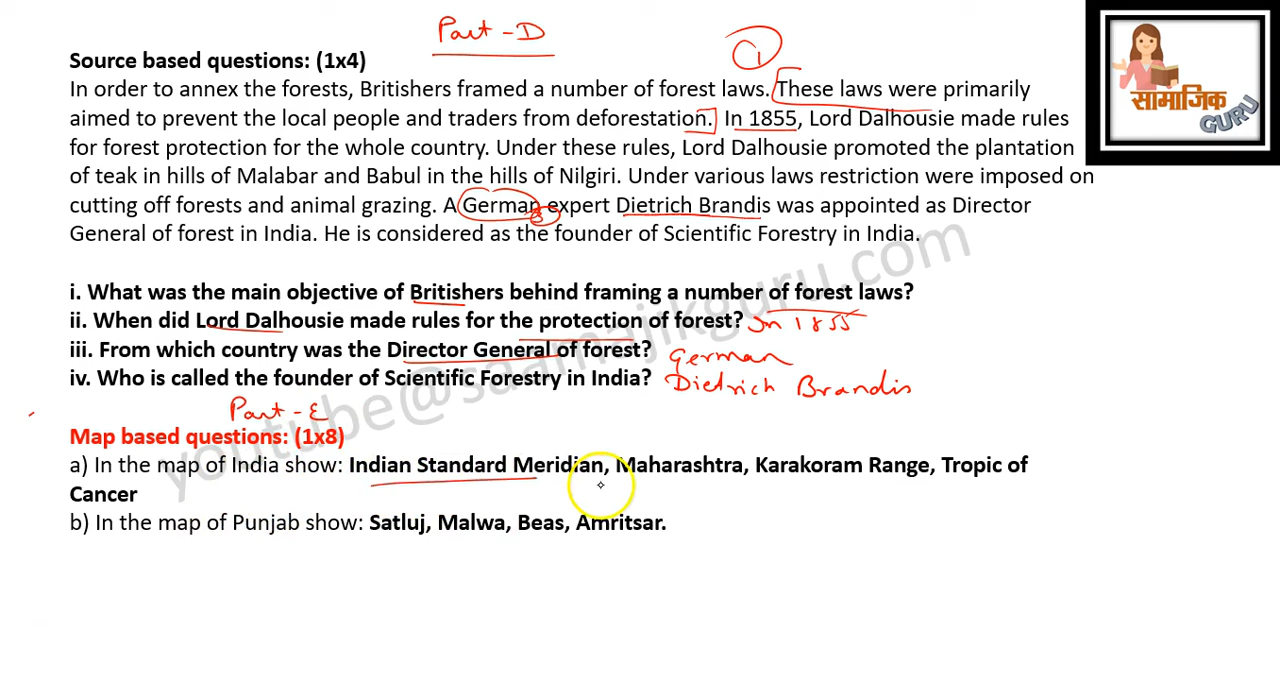 Part - D
1
Source based questions: (1x4)
In order to annex the forests, Britishers framed a number of forest laws. These laws were primarily
aimed to prevent the local people and traders from deforestation. In 1855, Lord Dalhousie made rules
for forest protection for the whole country. Under these rules, Lord Dalhousie promoted the plantation
of teak in hills of Malabar and Babul in the hills of Nilgiri. Under various laws restriction were imposed on
cutting off forests and animal grazing. A German expert Dietrich Brandis was appointed as Director
General of forest in India. He is considered as the founder of Scientific Forestry in India.
i. What was the main objective of Britishers behind framing a number of forest laws?
ii. When did Lord Dalhousie made rules for the protection of forest? In 1855
iii. From which country was the Director General of forest? German
iv. Who is called the founder of Scientific Forestry in India? Dietrich Brandis
Part - E
Map based questions: (1x8)
a) In the map of India show: Indian Standard Meridian, Maharashtra, Karakoram Range, Tropic of
Cancer
b) In the map of Punjab show: Satluj, Malwa, Beas, Amritsar.
सामाजिक
GURU
youtube@saamajikguru.com